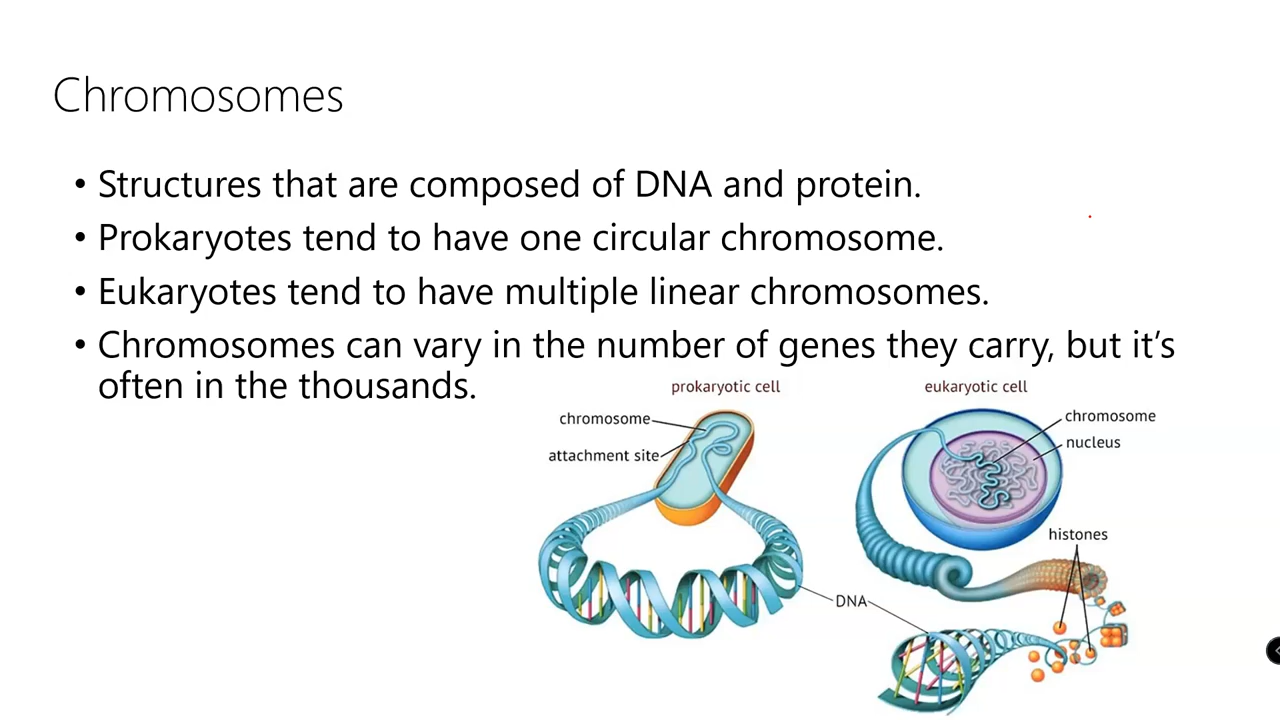 Chromosomes
• Structures that are composed of DNA and protein.
• Prokaryotes tend to have one circular chromosome.
• Eukaryotes tend to have multiple linear chromosomes.
• Chromosomes can vary in the number of genes they carry, but it’s
often in the thousands.
prokaryotic cell
chromosome
attachment site
eukaryotic cell
chromosome
nucleus
histones
DNA